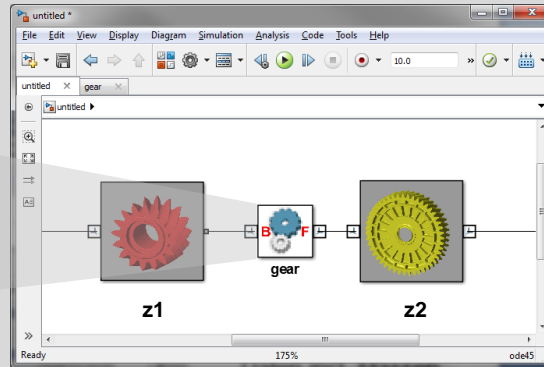 untitled *
File Edit View Display Diagram Simulation Analysis Code Tools Help
10.0 »
untitled × gear ×
untitled
B F
gear
z1 z2
»
Ready 175% ode45